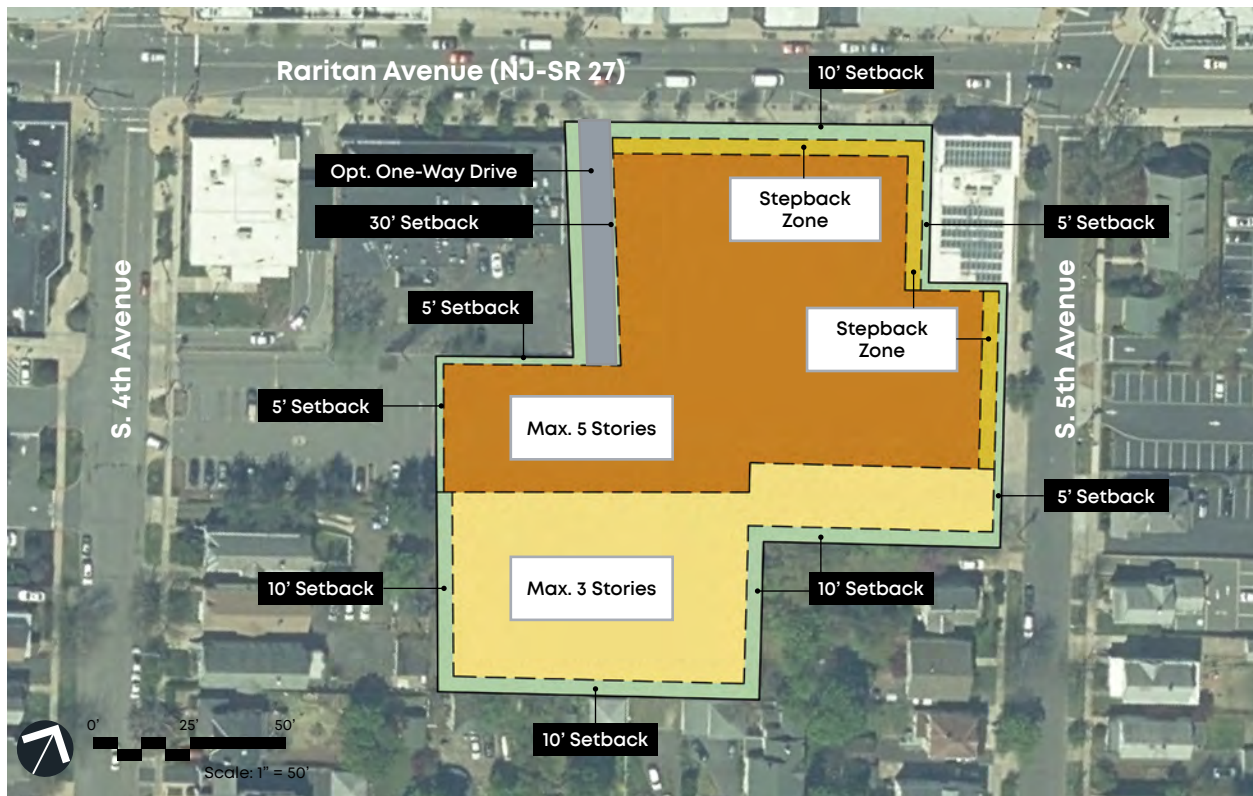 Raritan Avenue (NJ-SR 27)
10’ Setback
Opt. One-Way Drive
30’ Setback
Stepback
Zone
5’ Setback
S. 4th Avenue
5’ Setback
Stepback
Zone
S. 5th Avenue
5’ Setback
Max. 5 Stories
5’ Setback
10’ Setback
Max. 3 Stories
10’ Setback
10’ Setback
0’ 25’ 50’
Scale: 1” = 50’